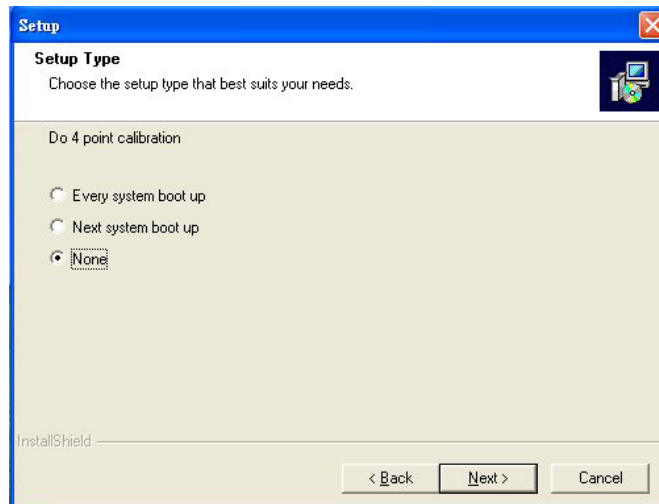 Setup
Setup Type
Choose the setup type that best suits your needs.
Do 4 point calibration
Every system boot up
Next system boot up
None
InstallShield
< Back Next > Cancel